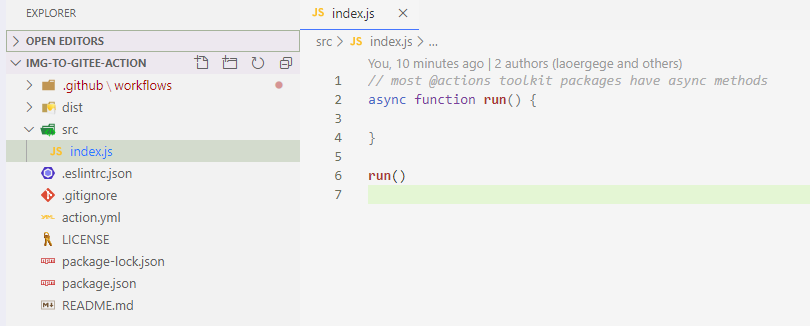 EXPLORER
OPEN EDITORS
IMG-TO-GITEE-ACTION
.github \ workflows
dist
src
JS index.js
.eslintrc.json
.gitignore
action.yml
LICENSE
package-lock.json
package.json
README.md
JS index.js
src > JS index.js > ...
You, 10 minutes ago | 2 authors (laoergege and others)
1 // most @actions toolkit packages have async methods
2 async function run() {
3
4 }
5
6 run()
7